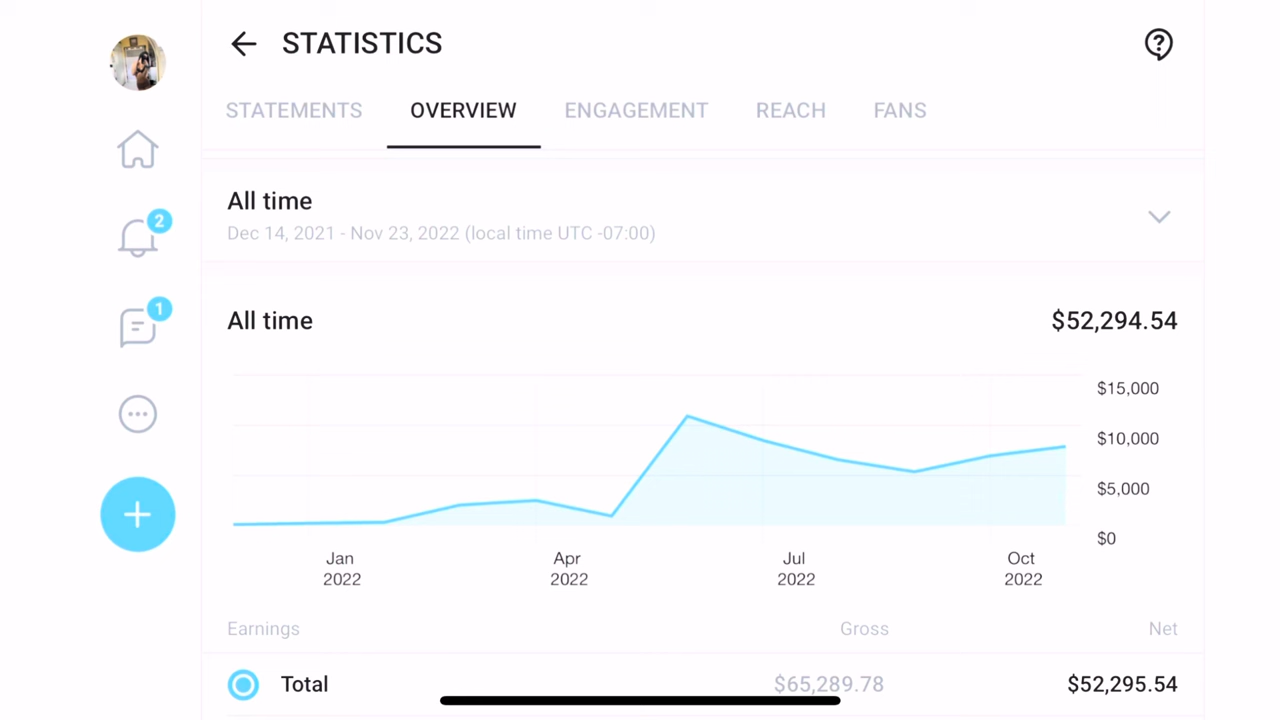 STATISTICS
STATEMENTS OVERVIEW ENGAGEMENT REACH FANS
All time
Dec 14, 2021 - Nov 23, 2022 (local time UTC -07:00)
2
1
All time $52,294.54
$15,000
$10,000
$5,000
$0
Jan 2022
Apr 2022
Jul 2022
Oct 2022
Earnings Gross Net
Total $65,289.78 $52,295.54